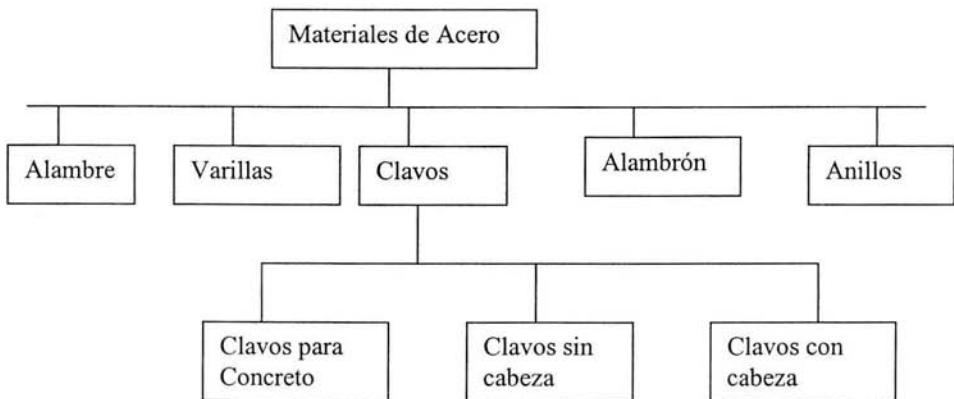 Materiales de Acero
Alambre
Varillas
Clavos
Alambrón
Anillos
Clavos para
Concreto
Clavos sin
cabeza
Clavos con
cabeza